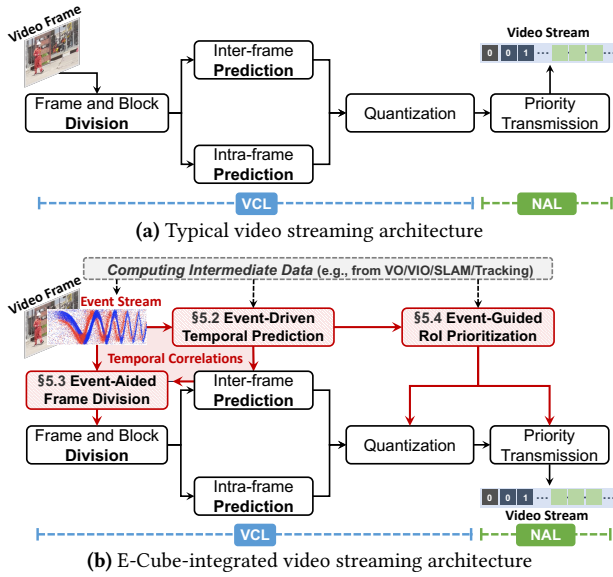 Video Frame
Inter-frame
Prediction
Video Stream
0 0 1 ...
Frame and Block
Division
Quantization
Priority
Transmission
Intra-frame
Prediction
VCL
NAL
(a) Typical video streaming architecture
Computing Intermediate Data (e.g., from VO/VIO/SLAM/Tracking)
Video Frame
Event Stream
§5.2 Event-Driven
Temporal Prediction
§5.4 Event-Guided
RoI Prioritization
Temporal Correlations
§5.3 Event-Aided
Frame Division
Inter-frame
Prediction
Frame and Block
Division
Quantization
Priority
Transmission
Intra-frame
Prediction
0 0 1 ...
Video Stream
VCL
NAL
(b) E-Cube-integrated video streaming architecture